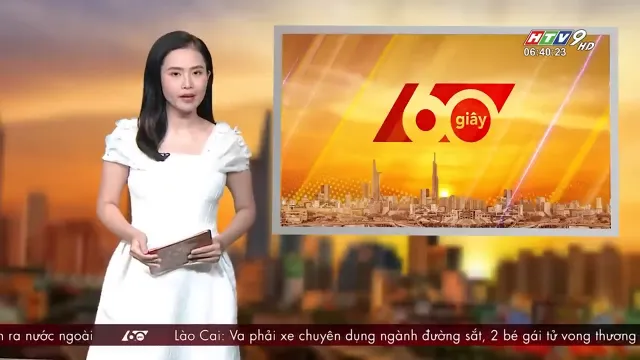 HTV9 HD
06:40:23
60 giây
n ra nước ngoài 60 Lào Cai: Va phải xe chuyên dụng ngành đường sắt, 2 bé gái tử vong thương